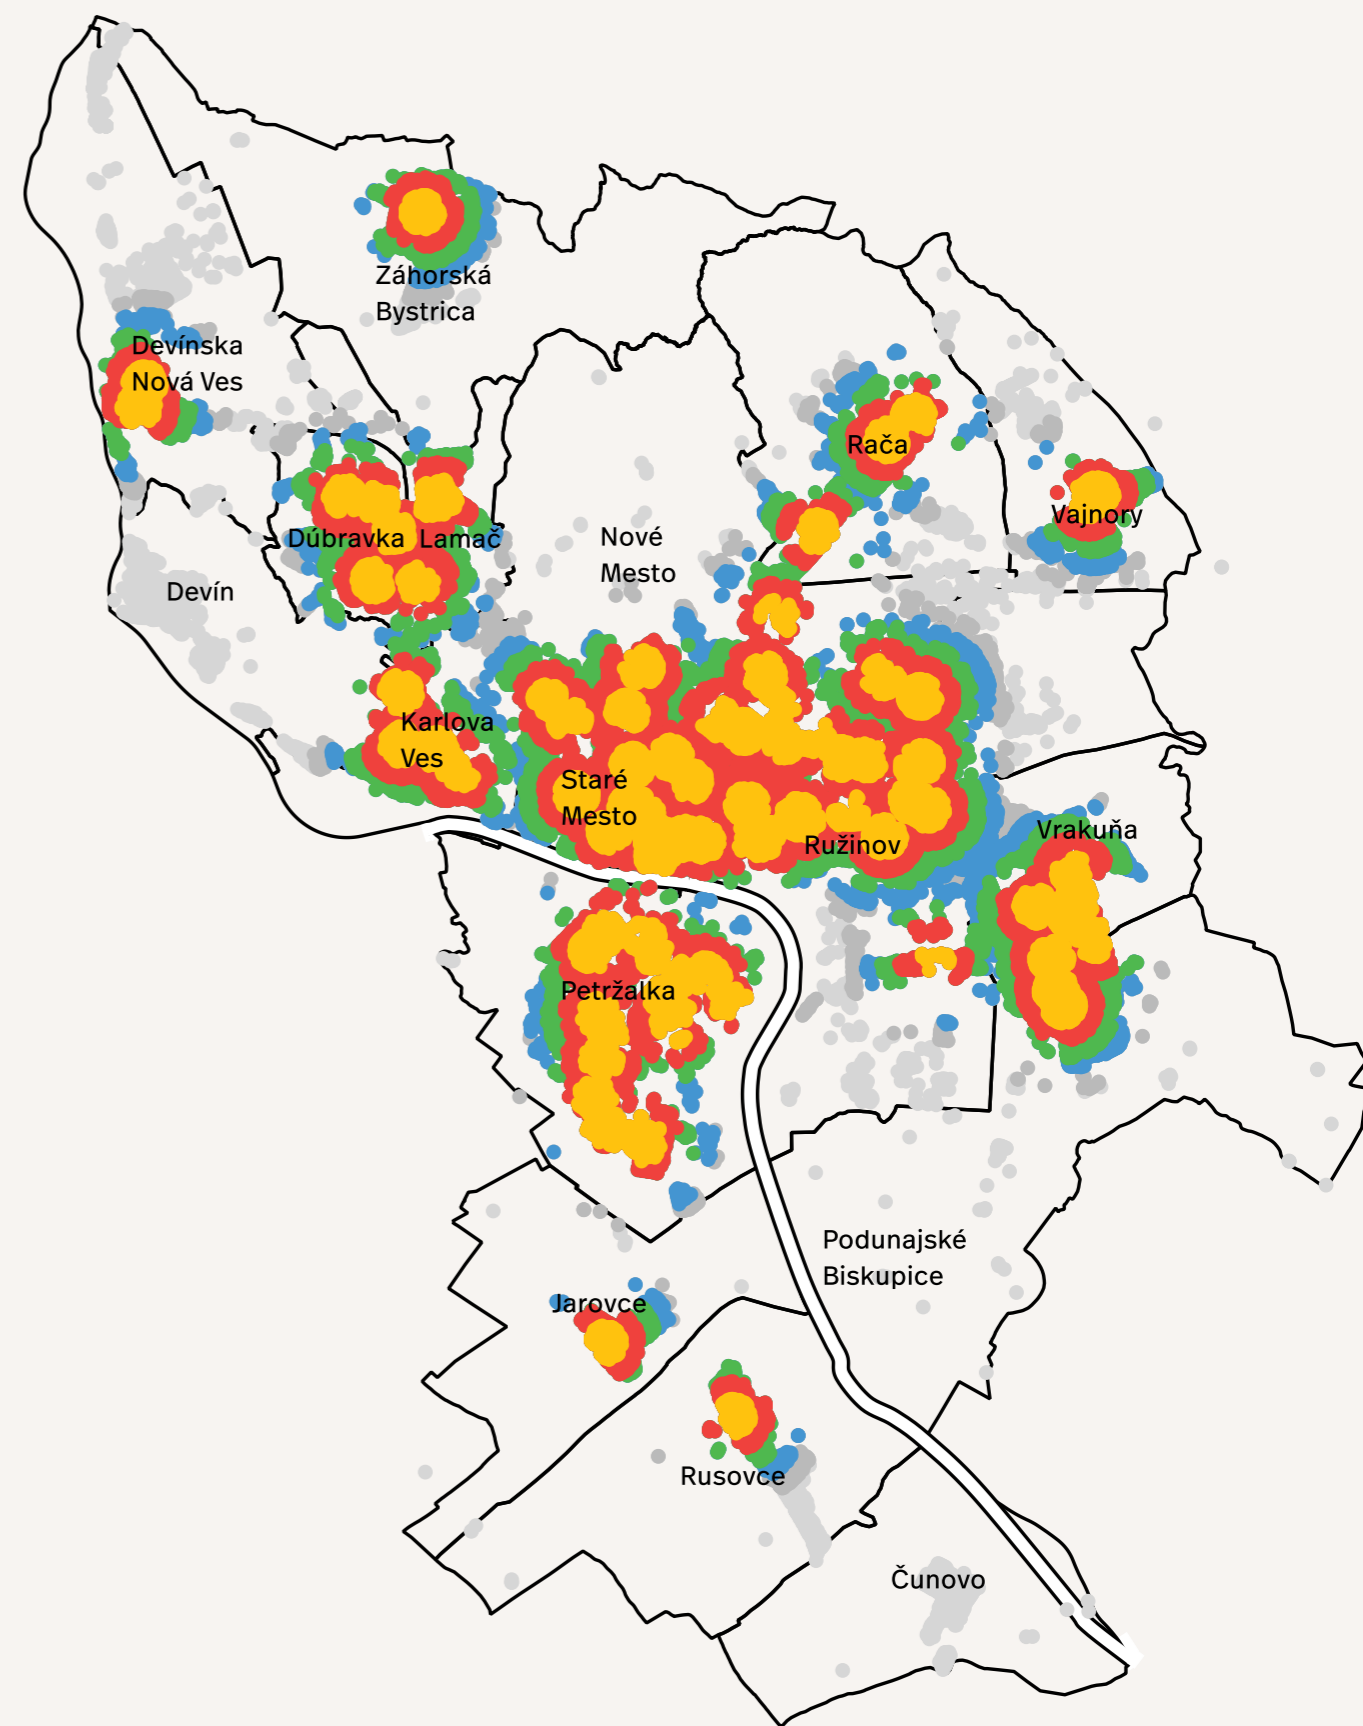 Záhorská
Bystrica
Devínska
Nová Ves
Rača
Vajnory
Dúbravka
Lamač
Nové
Mesto
Devín
Karlova
Ves
Staré
Mesto
Ružinov
Vrakuňa
Petržalka
Podunajské
Biskupice
Jarovce
Rusovce
Čunovo